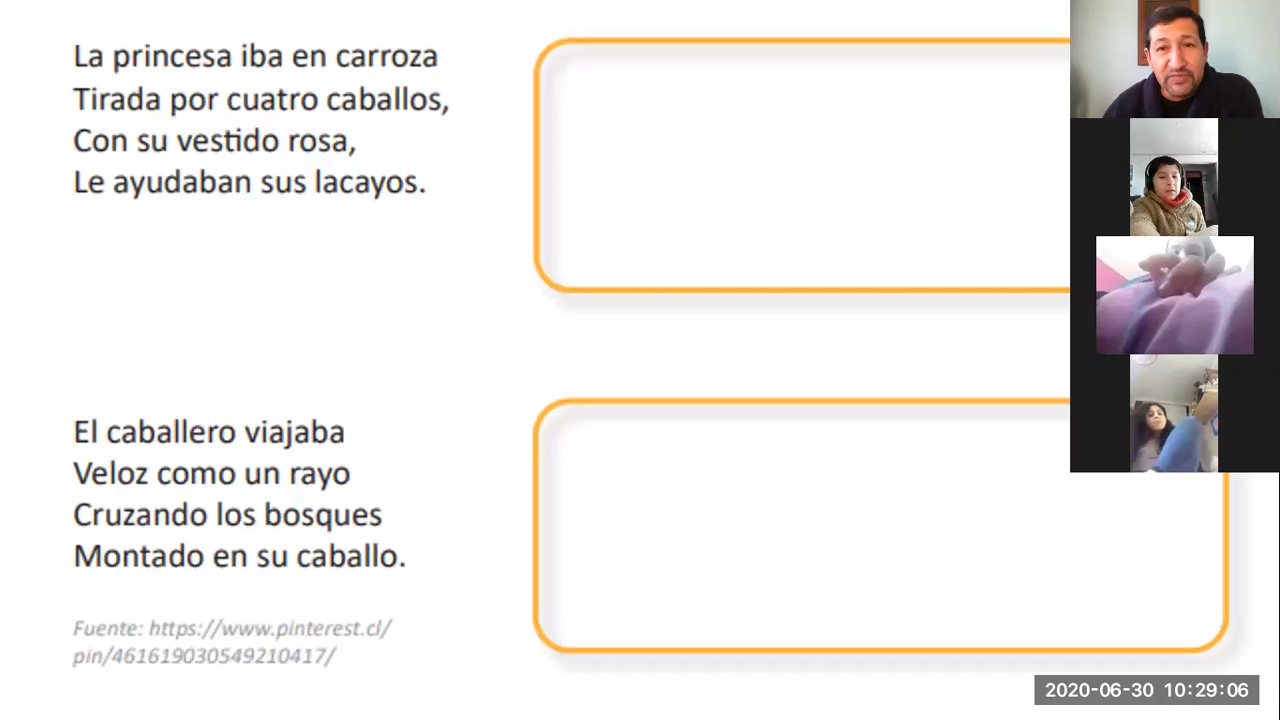 La princesa iba en carroza
Tirada por cuatro caballos,
Con su vestido rosa,
Le ayudaban sus lacayos.
El caballero viajaba
Veloz como un rayo
Cruzando los bosques
Montado en su caballo.
Fuente: https://www.pinterest.cl/
pin/461619030549210417/
2020-06-30 10:29:06